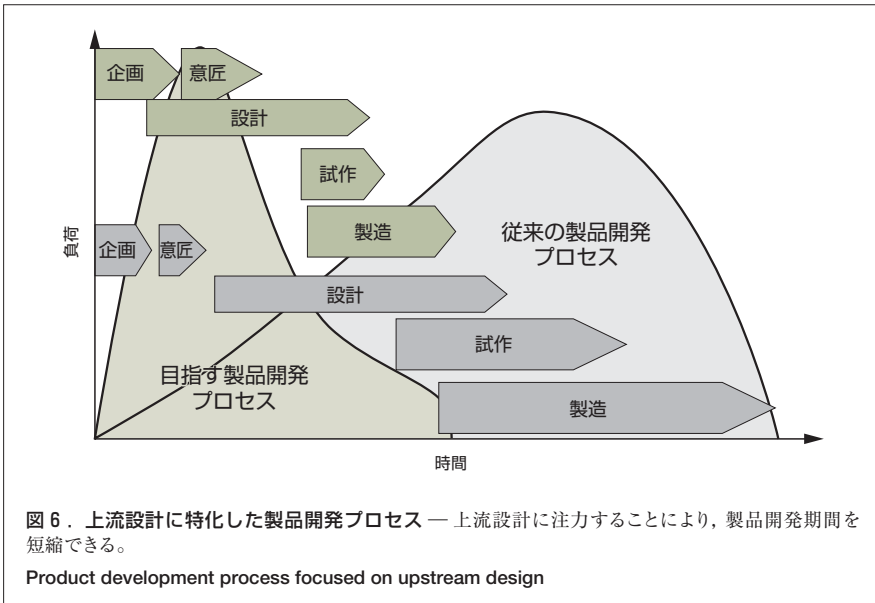 企画
意匠
設計
試作
製造
負荷
企画
意匠
従来の製品開発
プロセス
設計
試作
目指す製品開発
プロセス
製造
時間
図6．上流設計に特化した製品開発プロセス — 上流設計に注力することにより，製品開発期間を
短縮できる。
Product development process focused on upstream design